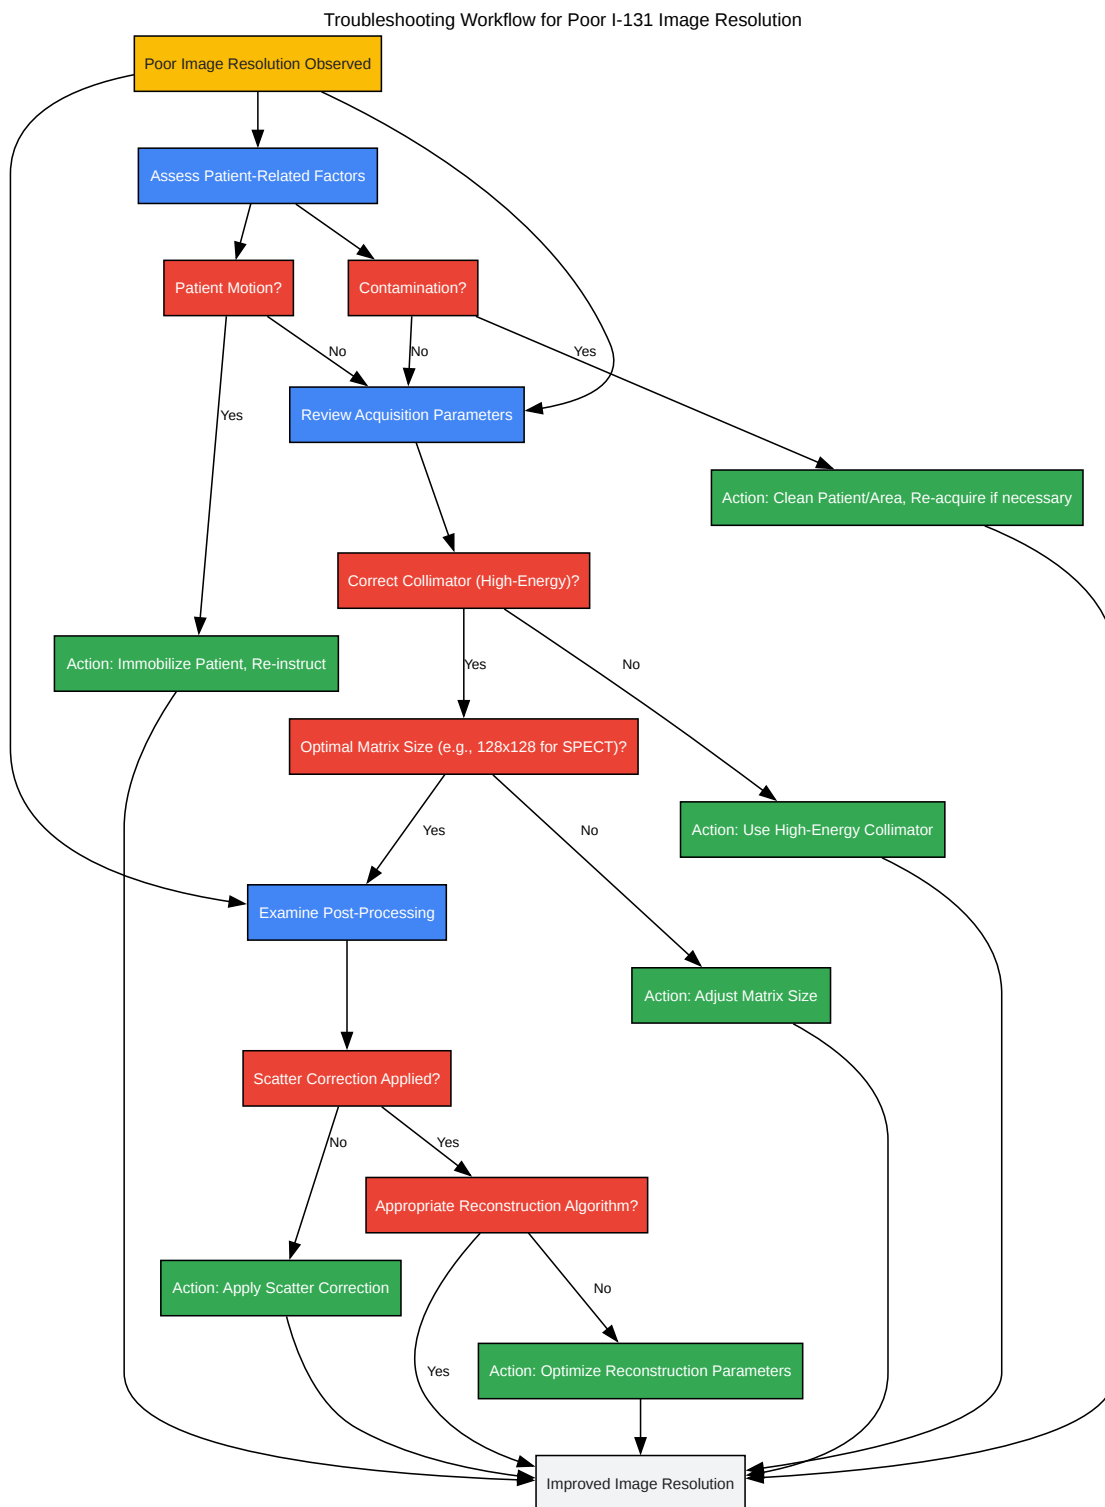 Troubleshooting Workflow for Poor I-131 Image Resolution
Poor Image Resolution Observed
Assess Patient-Related Factors
Patient Motion?
Contamination?
No
No
Yes
Yes
Review Acquisition Parameters
Action: Clean Patient/Area, Re-acquire if necessary
Correct Collimator (High-Energy)?
Action: Immobilize Patient, Re-instruct
Yes
No
Optimal Matrix Size (e.g., 128x128 for SPECT)?
Yes
No
Action: Use High-Energy Collimator
Examine Post-Processing
Action: Adjust Matrix Size
Scatter Correction Applied?
No
Yes
Appropriate Reconstruction Algorithm?
Action: Apply Scatter Correction
No
Yes
Action: Optimize Reconstruction Parameters
Improved Image Resolution